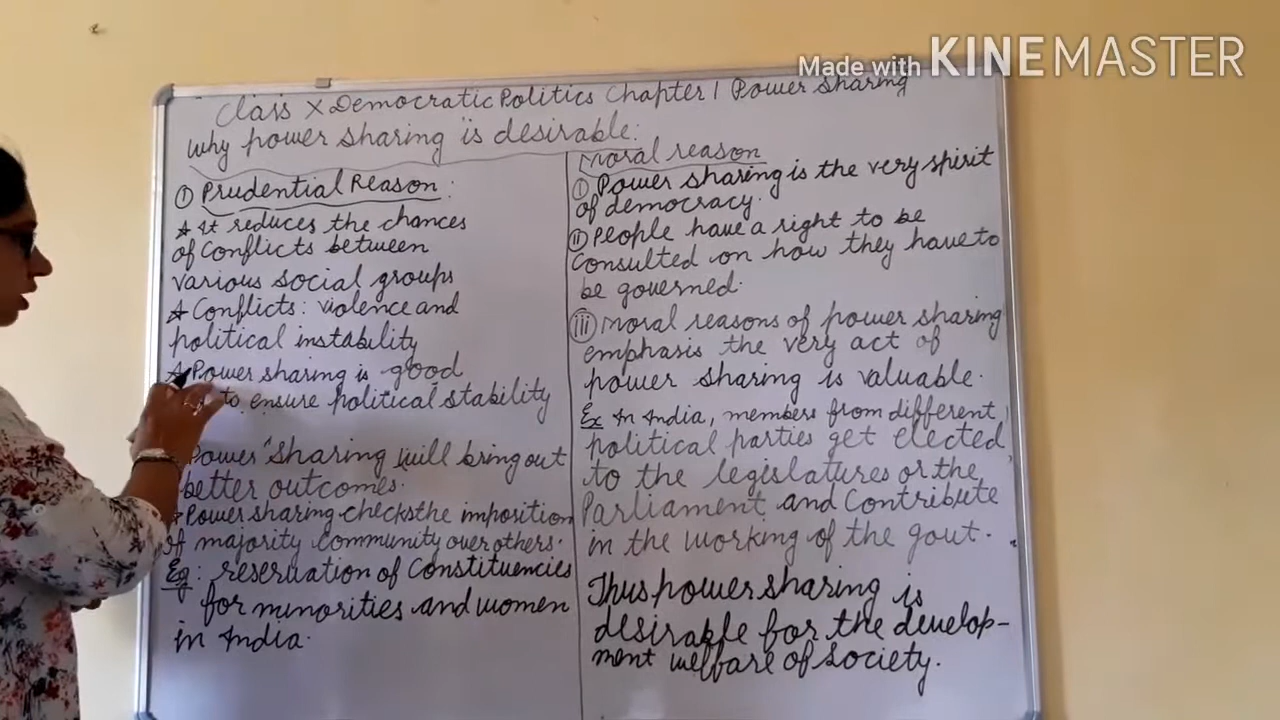 Made with KINEMASTER
Class X Democratic Politics Chapter 1 Power Sharing
Why power sharing is desirable:
① Prudential Reason:
* It reduces the chances
of conflicts between
various social groups
* Conflicts: violence and
political instability
* Power sharing is good
to ensure political stability
Power "Sharing will bring out
better outcomes.
* Power sharing checks the imposition
of majority community over others.
Eg: reservation of Constituencies
for minorities and women
in India.
Moral reason
① Power sharing is the very spirit
of democracy.
② People have a right to be
consulted on how they have to
be governed.
ⅲ Moral reasons of power sharing
emphasis the very act of
power sharing is valuable.
Ex In India, members from different
political parties get elected
to the legislatures or the
Parliament and contribute
in the working of the govt.
Thus power sharing is
desirable for the develop-
ment welfare of society.